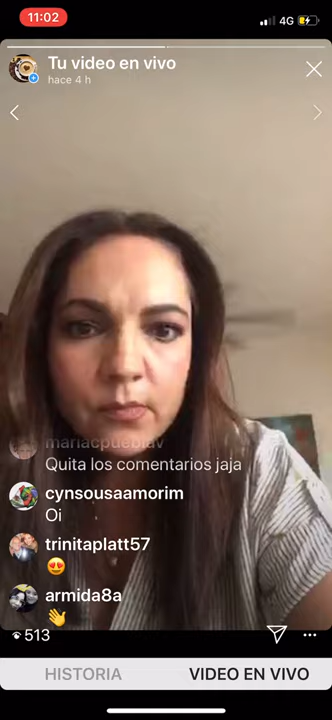 11:02
4G
Tu video en vivo
hace 4 h
mariacpueblav
Quita los comentarios jaja
cynsousaamorim
Oi
trinitaplatt57
😍
armida8a
👋
513
HISTORIA
VIDEO EN VIVO